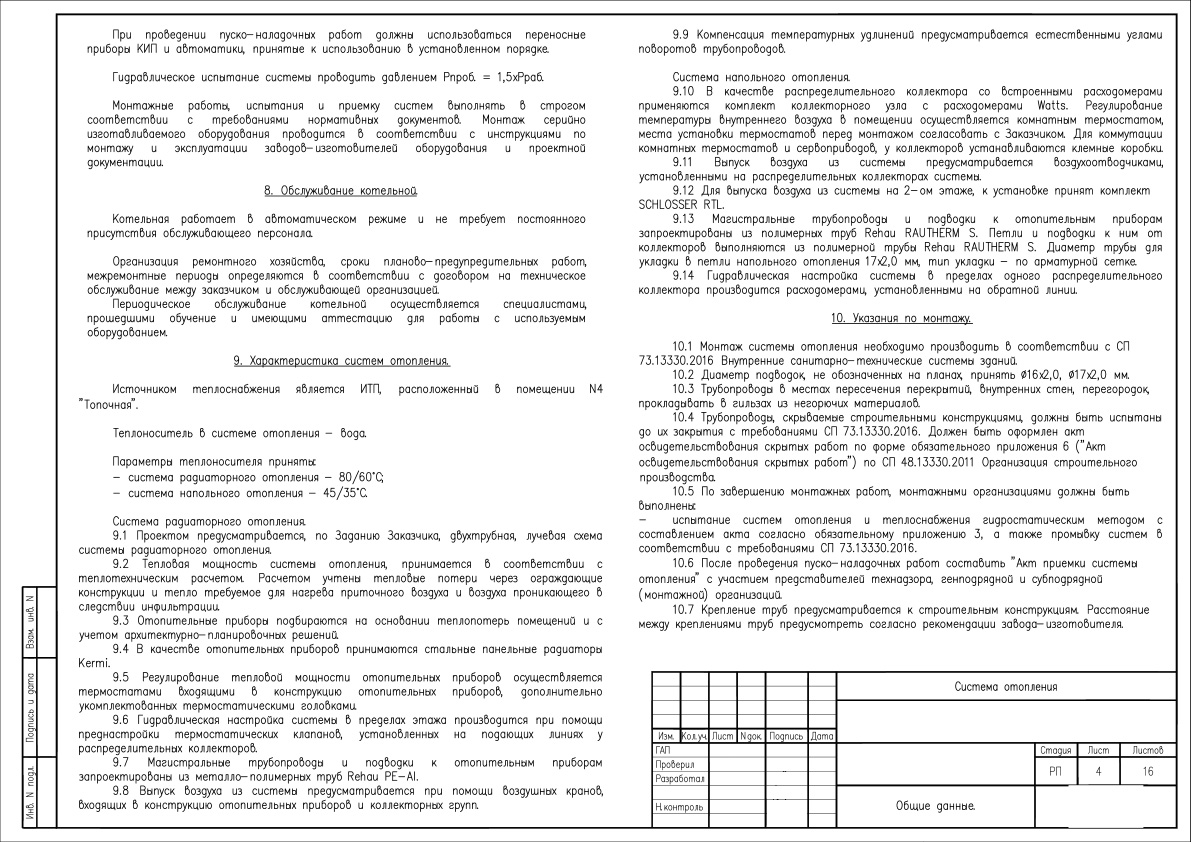 При проведении пуско-наладочных работ должны использоваться переносные
приборы КИП и автоматики, принятые к использованию в установленном порядке.
Гидравлическое испытание системы проводить давлением Рпроб. = 1,5хРраб.
Монтажные работы, испытания и приемку систем выполнять в строгом
соответствии с требованиями нормативных документов. Монтаж серийно
изготавливаемого оборудования проводится в соответствии с инструкциями по
монтажу и эксплуатации заводов-изготовителей оборудования и проектной
документации.
8. Обслуживание котельной.
Котельная работает в автоматическом режиме и не требует постоянного
присутствия обслуживающего персонала.
Организация ремонтного хозяйства, сроки планово-предупредительных работ,
межремонтные периоды определяются в соответствии с договором на техническое
обслуживание между заказчиком и обслуживающей организацией.
Периодическое обслуживание котельной осуществляется специалистами,
прошедшими обучение и имеющими аттестацию для работы с используемым
оборудованием.
9. Характеристика систем отопления.
Источником теплоснабжения является ИТП, расположенный в помещении N4
"Топочная".
Теплоноситель в системе отопления – вода.
Параметры теплоносителя приняты:
– система радиаторного отопления – 80/60°С;
– система напольного отопления – 45/35°С.
Система радиаторного отопления.
9.1 Проектом предусматривается, по Заданию Заказчика, двухтрубная, лучевая схема
системы радиаторного отопления.
9.2 Тепловая мощность системы отопления, принимается в соответствии с
теплотехническим расчетом. Расчетом учтены тепловые потери через ограждающие
конструкции и тепло требуемое для нагрева приточного воздуха и воздуха проникающего в
следствии инфильтрации.
9.3 Отопительные приборы подбираются на основании теплопотерь помещений и с
учетом архитектурно-планировочных решений.
9.4 В качестве отопительных приборов принимаются стальные панельные радиаторы
Kermi.
9.5 Регулирование тепловой мощности отопительных приборов осуществляется
термостатами входящими в конструкцию отопительных приборов, дополнительно
укомплектованных термостатическими головками.
9.6 Гидравлическая настройка системы в пределах этажа производится при помощи
преднастройки термостатических клапанов, установленных на подающих линиях у
распределительных коллекторов.
9.7 Магистральные трубопроводы и подводки к отопительным приборам
запроектированы из металло-полимерных труб Rehau PE-Al.
9.8 Выпуск воздуха из системы предусматривается при помощи воздушных кранов,
входящих в конструкцию отопительных приборов и коллекторных групп.
9.9 Компенсация температурных удлинений предусматривается естественными углами
поворотов трубопроводов.
Система напольного отопления.
9.10 В качестве распределительного коллектора со встроенными расходомерами
применяются комплект коллекторного узла с расходомерами Watts. Регулирование
температуры внутреннего воздуха в помещении осуществляется комнатным термостатом,
места установки термостатов перед монтажом согласовать с Заказчиком. Для коммутации
комнатных термостатов и сервоприводов, у коллекторов устанавливаются клемные коробки.
9.11 Выпуск воздуха из системы предусматривается воздухоотводчиками,
установленными на распределительных коллекторах системы.
9.12 Для выпуска воздуха из системы на 2-ом этаже, к установке принят комплект
SCHLOSSER RTL.
9.13 Магистральные трубопроводы и подводки к отопительным приборам
запроектированы из полимерных труб Rehau RAUTHERM S. Петли и подводки к ним от
коллекторов выполняются из полимерной трубы Rehau RAUTHERM S. Диаметр трубы для
укладки в петли напольного отопления 17х2,0 мм, тип укладки – по арматурной сетке.
9.14 Гидравлическая настройка системы в пределах одного распределительного
коллектора производится расходомерами, установленными на обратной линии.
10. Указания по монтажу.
10.1 Монтаж системы отопления необходимо производить в соответствии с СП
73.13330.2016 Внутренние санитарно-технические системы зданий.
10.2 Диаметр подводок, не обозначенных на планах, принять ø16х2,0, ø17х2,0 мм.
10.3 Трубопроводы в местах пересечения перекрытий, внутренних стен, перегородок,
прокладывать в гильзах из негорючих материалов.
10.4 Трубопроводы, скрываемые строительными конструкциями, должны быть испытаны
до их закрытия с требованиями СП 73.13330.2016. Должен быть оформлен акт
освидетельствования скрытых работ по форме обязательного приложения 6 ("Акт
освидетельствования скрытых работ") по СП 48.13330.2011 Организация строительного
производства.
10.5 По завершению монтажных работ, монтажными организациями должны быть
выполнены:
– испытание систем отопления и теплоснабжения гидростатическим методом с
составлением акта согласно обязательному приложению 3, а также промывку систем в
соответствии с требованиями СП 73.13330.2016.
10.6 После проведения пуско-наладочных работ составить "Акт приемки системы
отопления" с участием представителей технадзора, генподрядной и субподрядной
(монтажной) организаций.
10.7 Крепление труб предусматривается к строительным конструкциям. Расстояние
между креплениями труб предусмотреть согласно рекомендации завода-изготовителя.
Взам. инв. N
Подпись и дата
Инв. N подл.
Система отопления
Изм. Кол.уч. Лист Nдок. Подпись Дата
ГАП
Проверил
Разработал
Н.контроль
Стадия Лист Листов
РП 4 16
Общие данные.